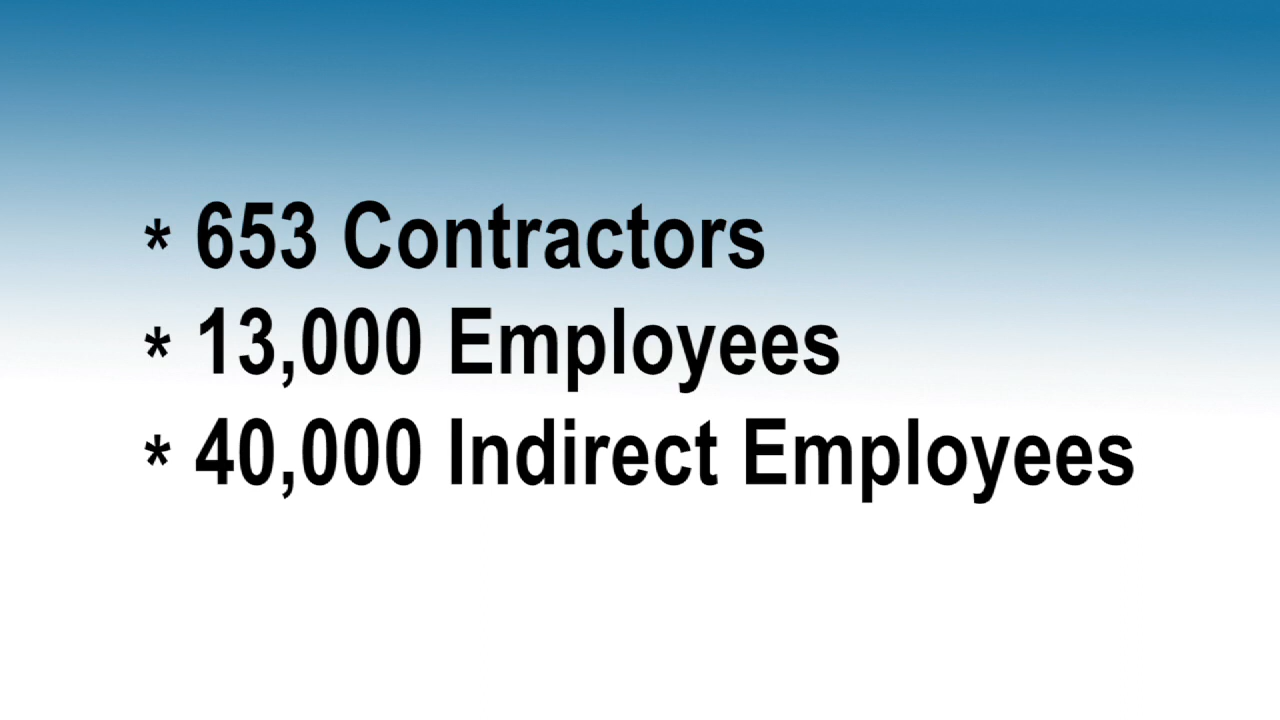 * 653 Contractors
* 13,000 Employees
* 40,000 Indirect Employees